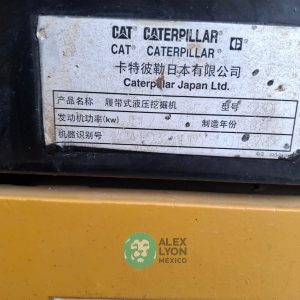 CAT CATERPILLAR
CAT CATERPILLAR C
卡特彼勒日本有限公司
Caterpillar Japan Ltd.
产品名称 履带式液压挖掘机 型号
发动机功率(kw) 制造年份
机器识别号
ALEX
LYON
MEXICO